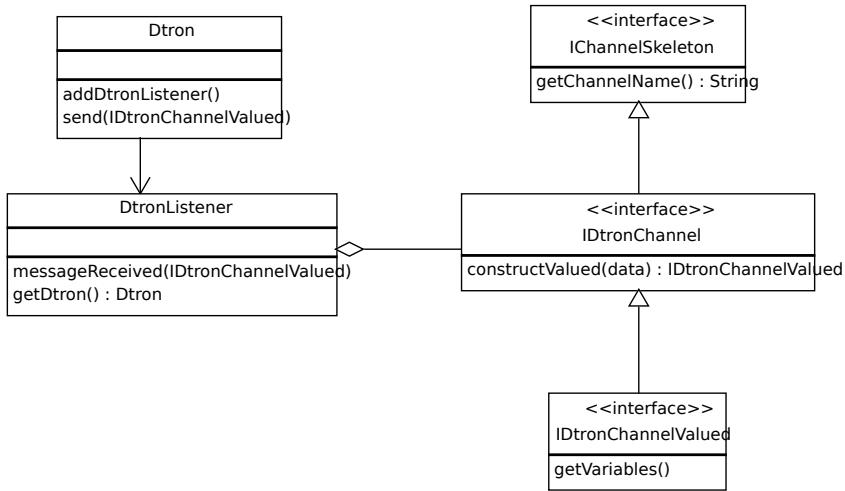 Dtron
addDtronListener()
send(IDtronChannelValued)
<<interface>>
IChannelSkeleton
getChannelName() : String
DtronListener
messageReceived(IDtronChannelValued)
getDtron() : Dtron
<<interface>>
IDtronChannel
constructValued(data) : IDtronChannelValued
<<interface>>
IDtronChannelValued
getVariables()